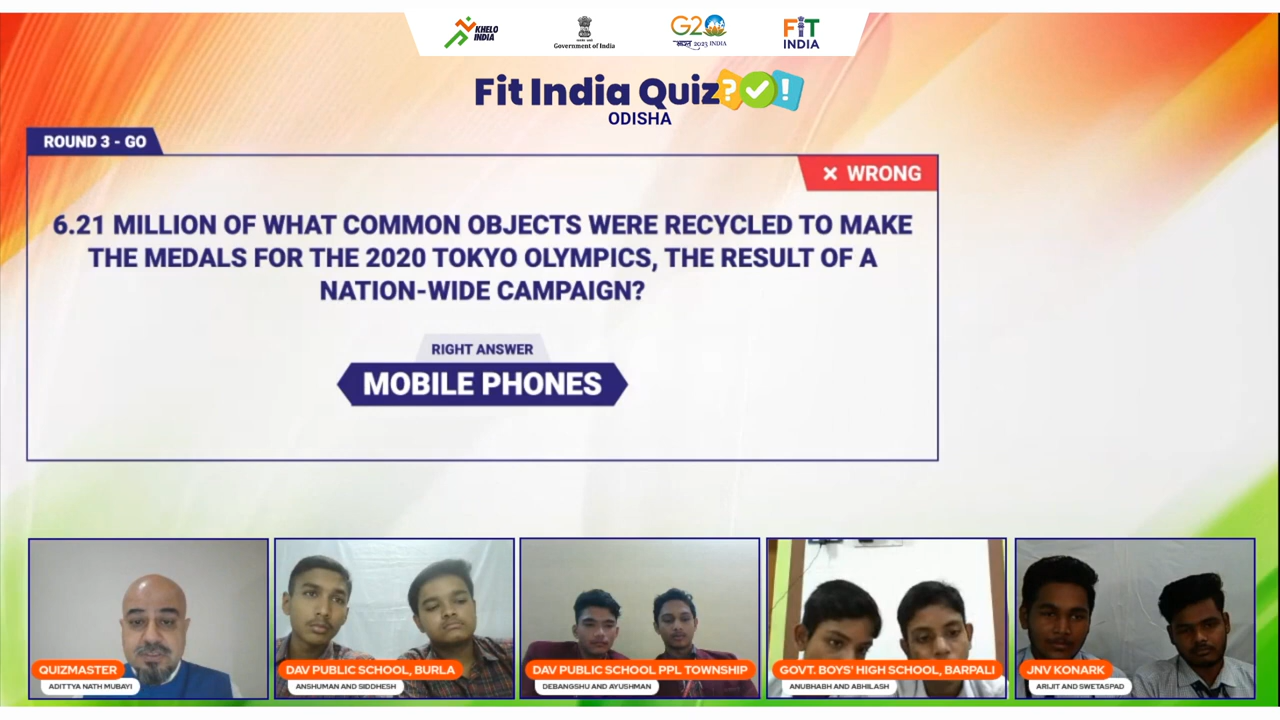 KHELO
INDIA
Government of India
G20
भारत 2023 INDIA
FIT
INDIA
Fit India Quiz?!
ODISHA
ROUND 3 - GO
× WRONG
6.21 MILLION OF WHAT COMMON OBJECTS WERE RECYCLED TO MAKE
THE MEDALS FOR THE 2020 TOKYO OLYMPICS, THE RESULT OF A
NATION-WIDE CAMPAIGN?
RIGHT ANSWER
MOBILE PHONES
QUIZMASTER
ADITTYA NATH MUBAYI
DAV PUBLIC SCHOOL, BURLA
ANSHUMAN AND SIDDHESH
DAV PUBLIC SCHOOL PPL TOWNSHIP
DEBANGSHU AND AYUSHMAN
GOVT. BOYS' HIGH SCHOOL, BARPALI
ANUBHABH AND ABHILASH
JNV KONARK
ARIJIT AND SWETASPAD